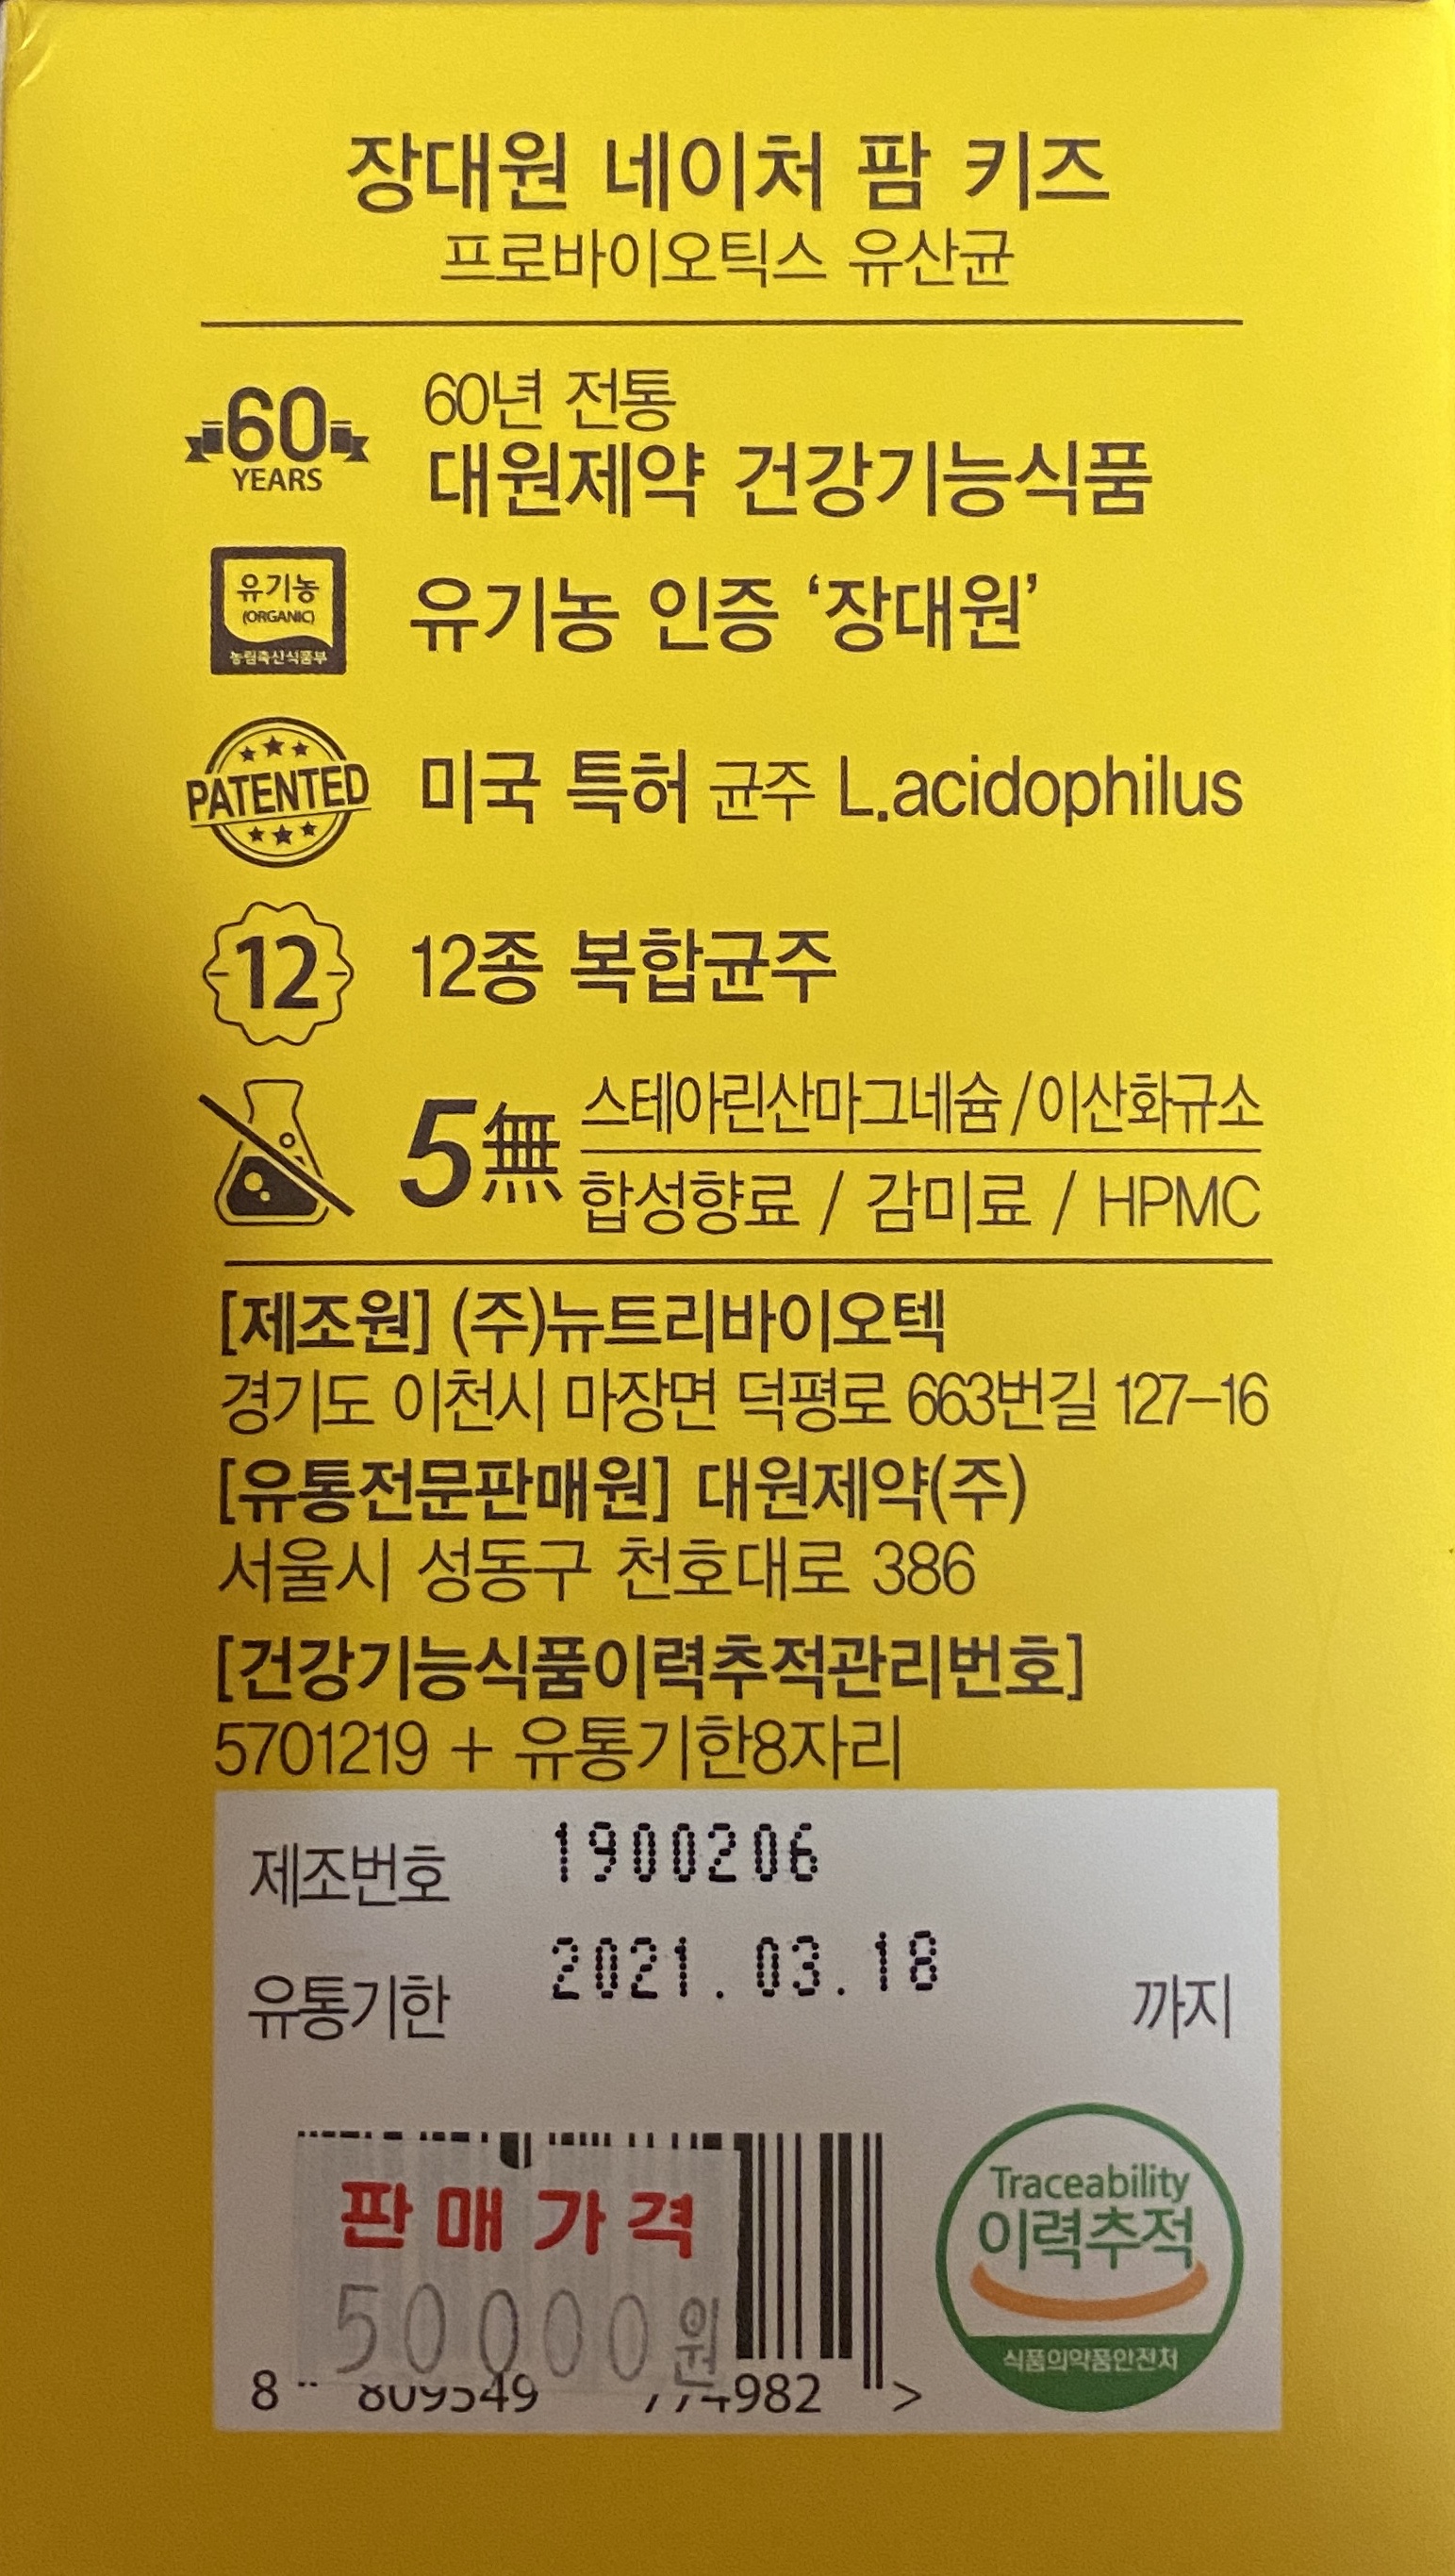 장대원 네이처 팜 키즈
프로바이오틱스 유산균
60
YEARS
60년 전통
대원제약 건강기능식품
유기농
(ORGANIC)
농림축산식품부
유기농 인증 ‘장대원’
PATENTED
미국 특허 균주 L.acidophilus
12
12종 복합균주
5無
스테아린산마그네슘/이산화규소
합성향료 / 감미료 / HPMC
[제조원] (주)뉴트리바이오텍
경기도 이천시 마장면 덕평로 663번길 127-16
[유통전문판매원] 대원제약(주)
서울시 성동구 천호대로 386
[건강기능식품이력추적관리번호]
5701219 + 유통기한8자리
제조번호 1900206
유통기한 2021.03.18 까지
판매가격
50000원
8 809549 774982 >
Traceability
이력추적
식품의약품안전처